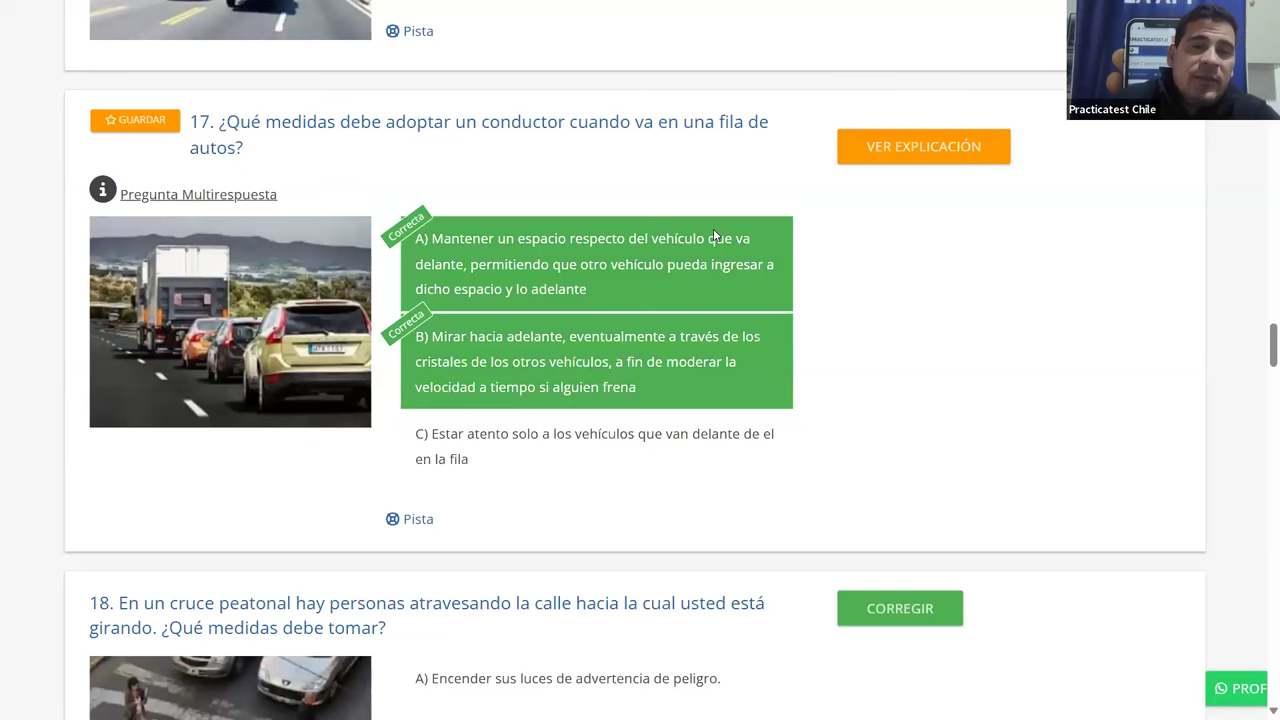 LA APP
PRACTICATEST.cl
Pista
Practicatest Chile
GUARDAR
17. ¿Qué medidas debe adoptar un conductor cuando va en una fila de
autos?
VER EXPLICACIÓN
Pregunta Multirespuesta
Correcta
A) Mantener un espacio respecto del vehículo que va
delante, permitiendo que otro vehículo pueda ingresar a
dicho espacio y lo adelante
Correcta
B) Mirar hacia adelante, eventualmente a través de los
cristales de los otros vehículos, a fin de moderar la
velocidad a tiempo si alguien frena
C) Estar atento solo a los vehículos que van delante de el
en la fila
Pista
18. En un cruce peatonal hay personas atravesando la calle hacia la cual usted está
girando. ¿Qué medidas debe tomar?
CORREGIR
A) Encender sus luces de advertencia de peligro.
PROF